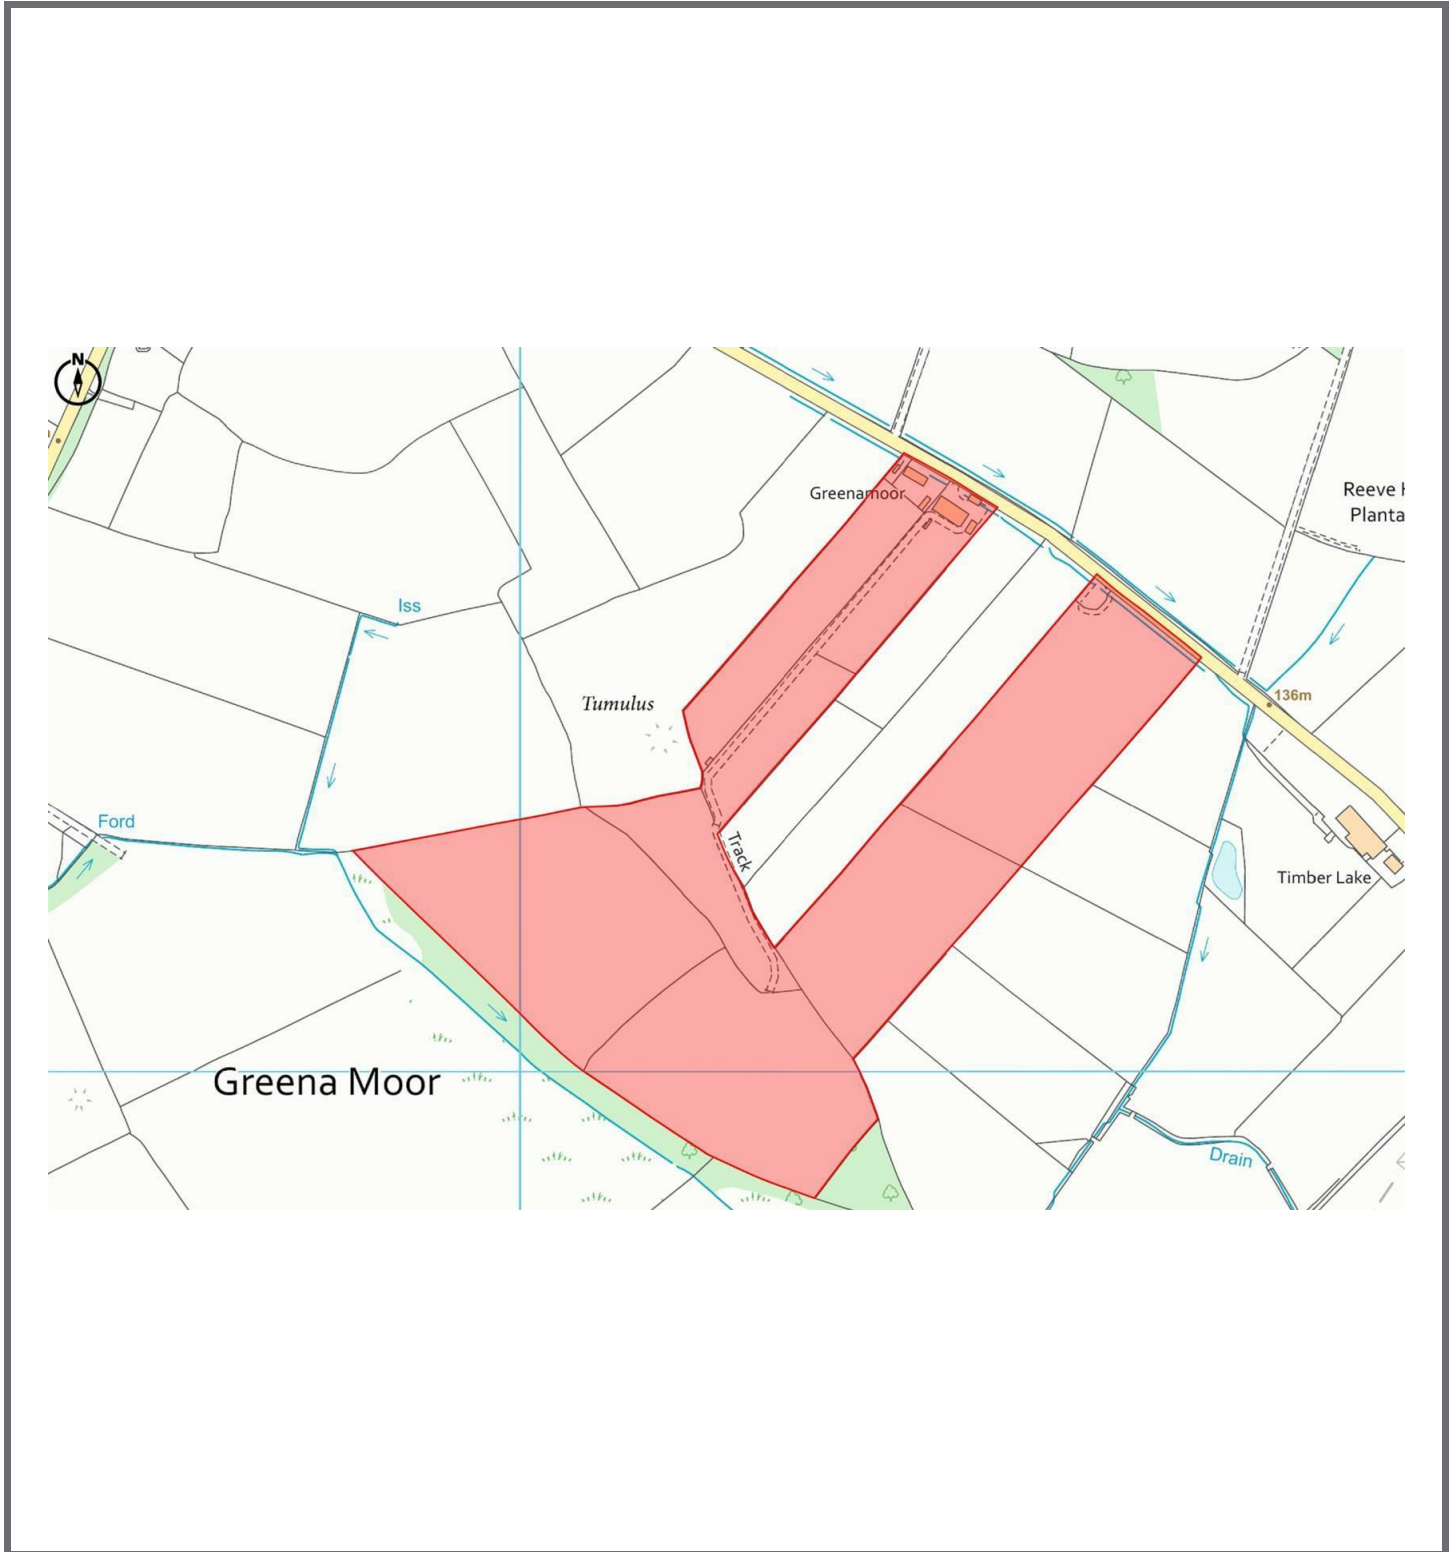 N
Greenamoor
Reeve H
Planta
Iss
Tumulus
136m
Ford
Track
Timber Lake
Greena Moor
Drain